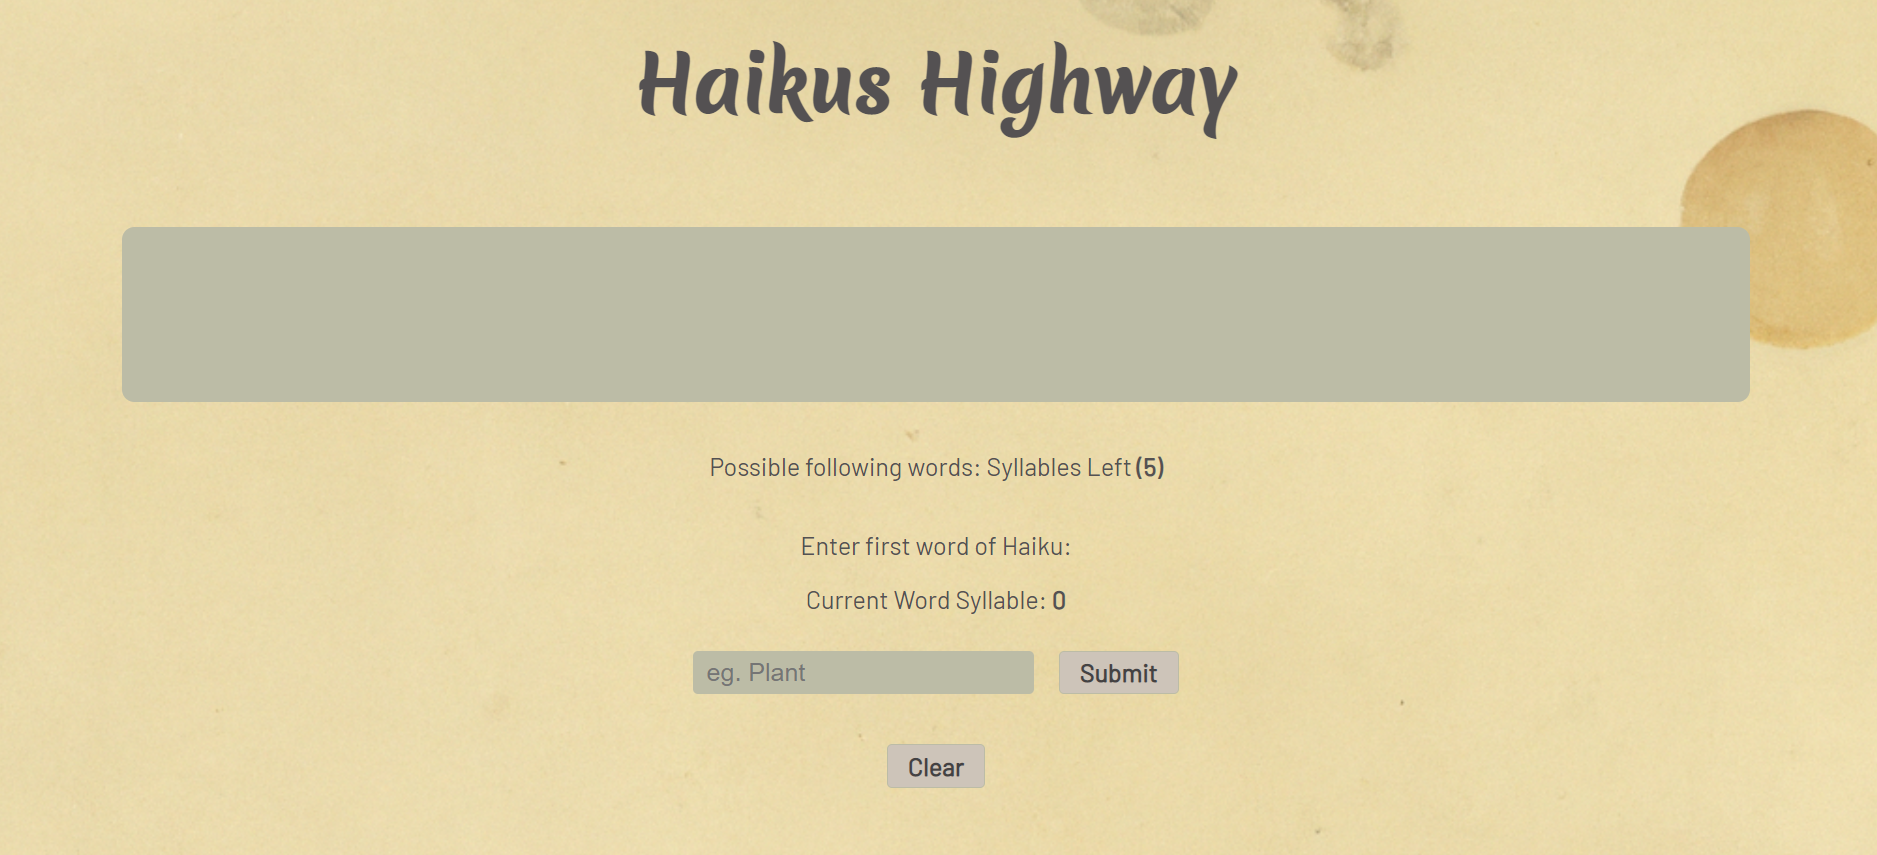 Haikus Highway
Possible following words: Syllables Left (5)
Enter first word of Haiku:
Current Word Syllable: 0
eg. Plant Submit
Clear